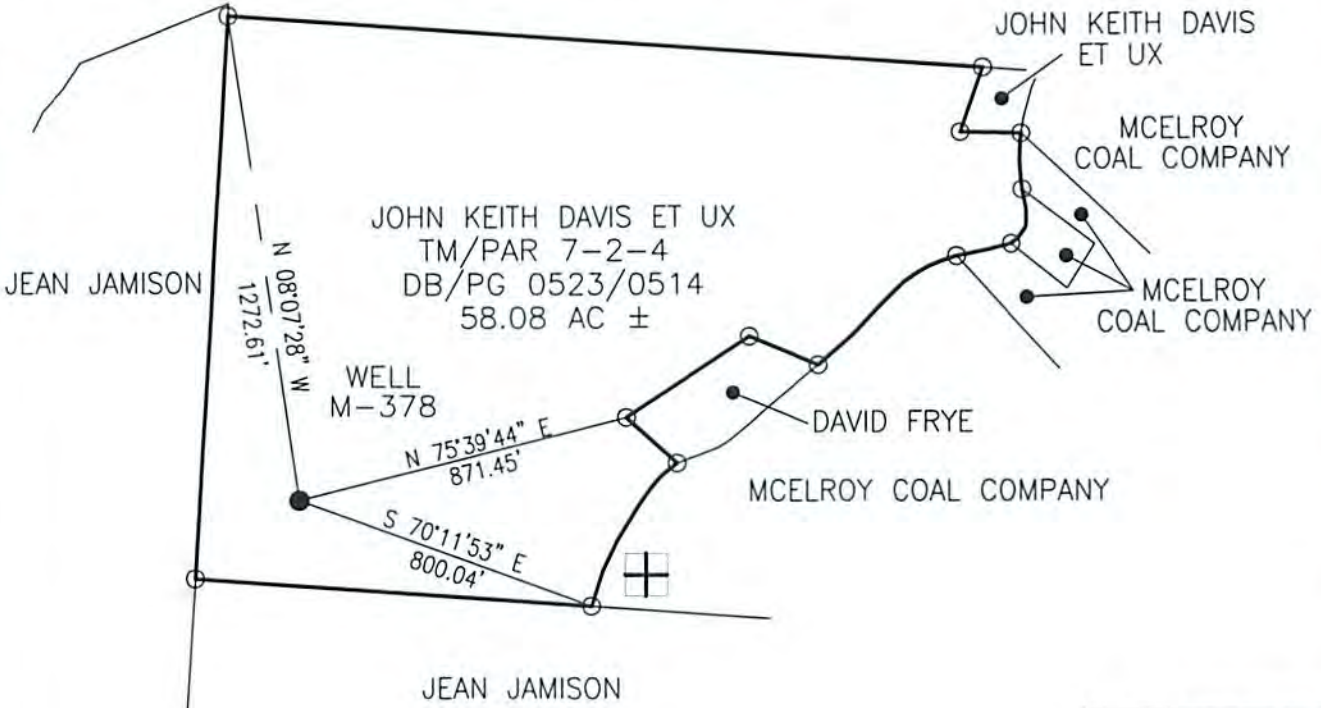 JOHN KEITH DAVIS
ET UX
MCELROY
COAL COMPANY
JOHN KEITH DAVIS ET UX
TM/PAR 7-2-4
DB/PG 0523/0514
58.08 AC ±
JEAN JAMISON
N 08°07'28" W
1272.61'
MCELROY
COAL COMPANY
WELL
M-378
N 75°39'44" E
871.45'
DAVID FRYE
MCELROY COAL COMPANY
S 70°11'53" E
800.04'
JEAN JAMISON